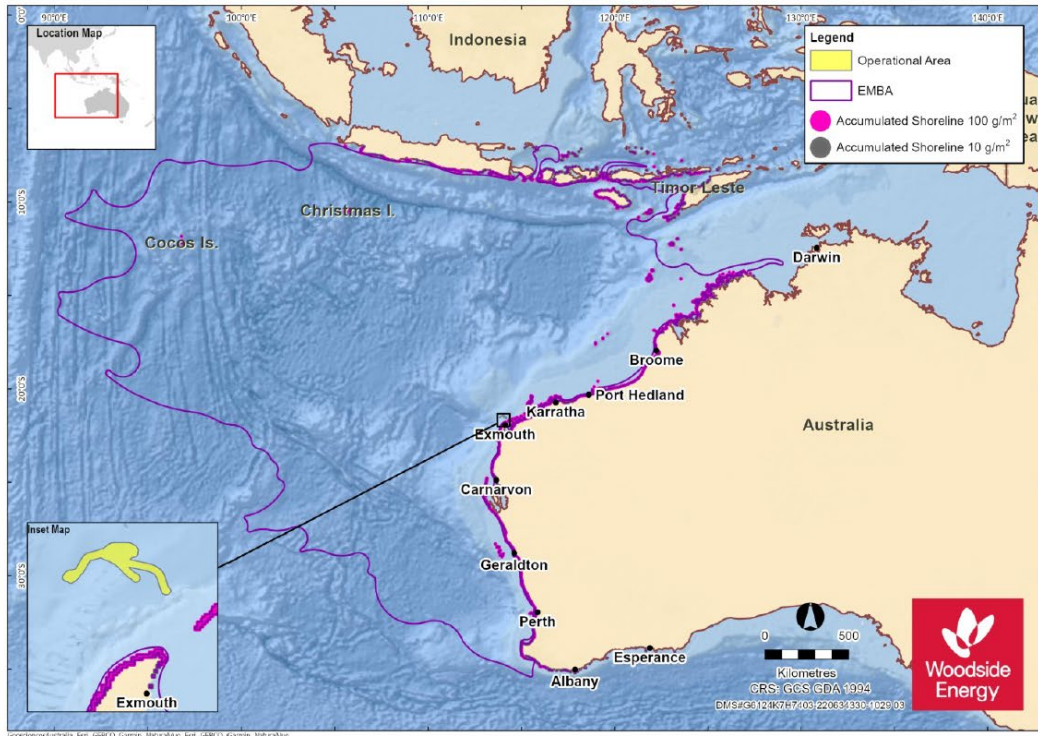 90°0'E
100°0'E
110°0'E
120°0'E
130°0'E
140°0'E
0°0'
10°0'S
20°0'S
30°0'S
Location Map
Indonesia
Legend
Operational Area
EMBA
Accumulated Shoreline 100 g/m²
Accumulated Shoreline 10 g/m²
Timor Leste
Christmas I.
Cocos Is.
Darwin
Broome
Port Hedland
Karratha
Exmouth
Australia
Carnarvon
Geraldton
Perth
Albany
Esperance
Inset Map
Exmouth
0
500
Kilometres
CRS: GCS GDA 1994
Woodside
Energy